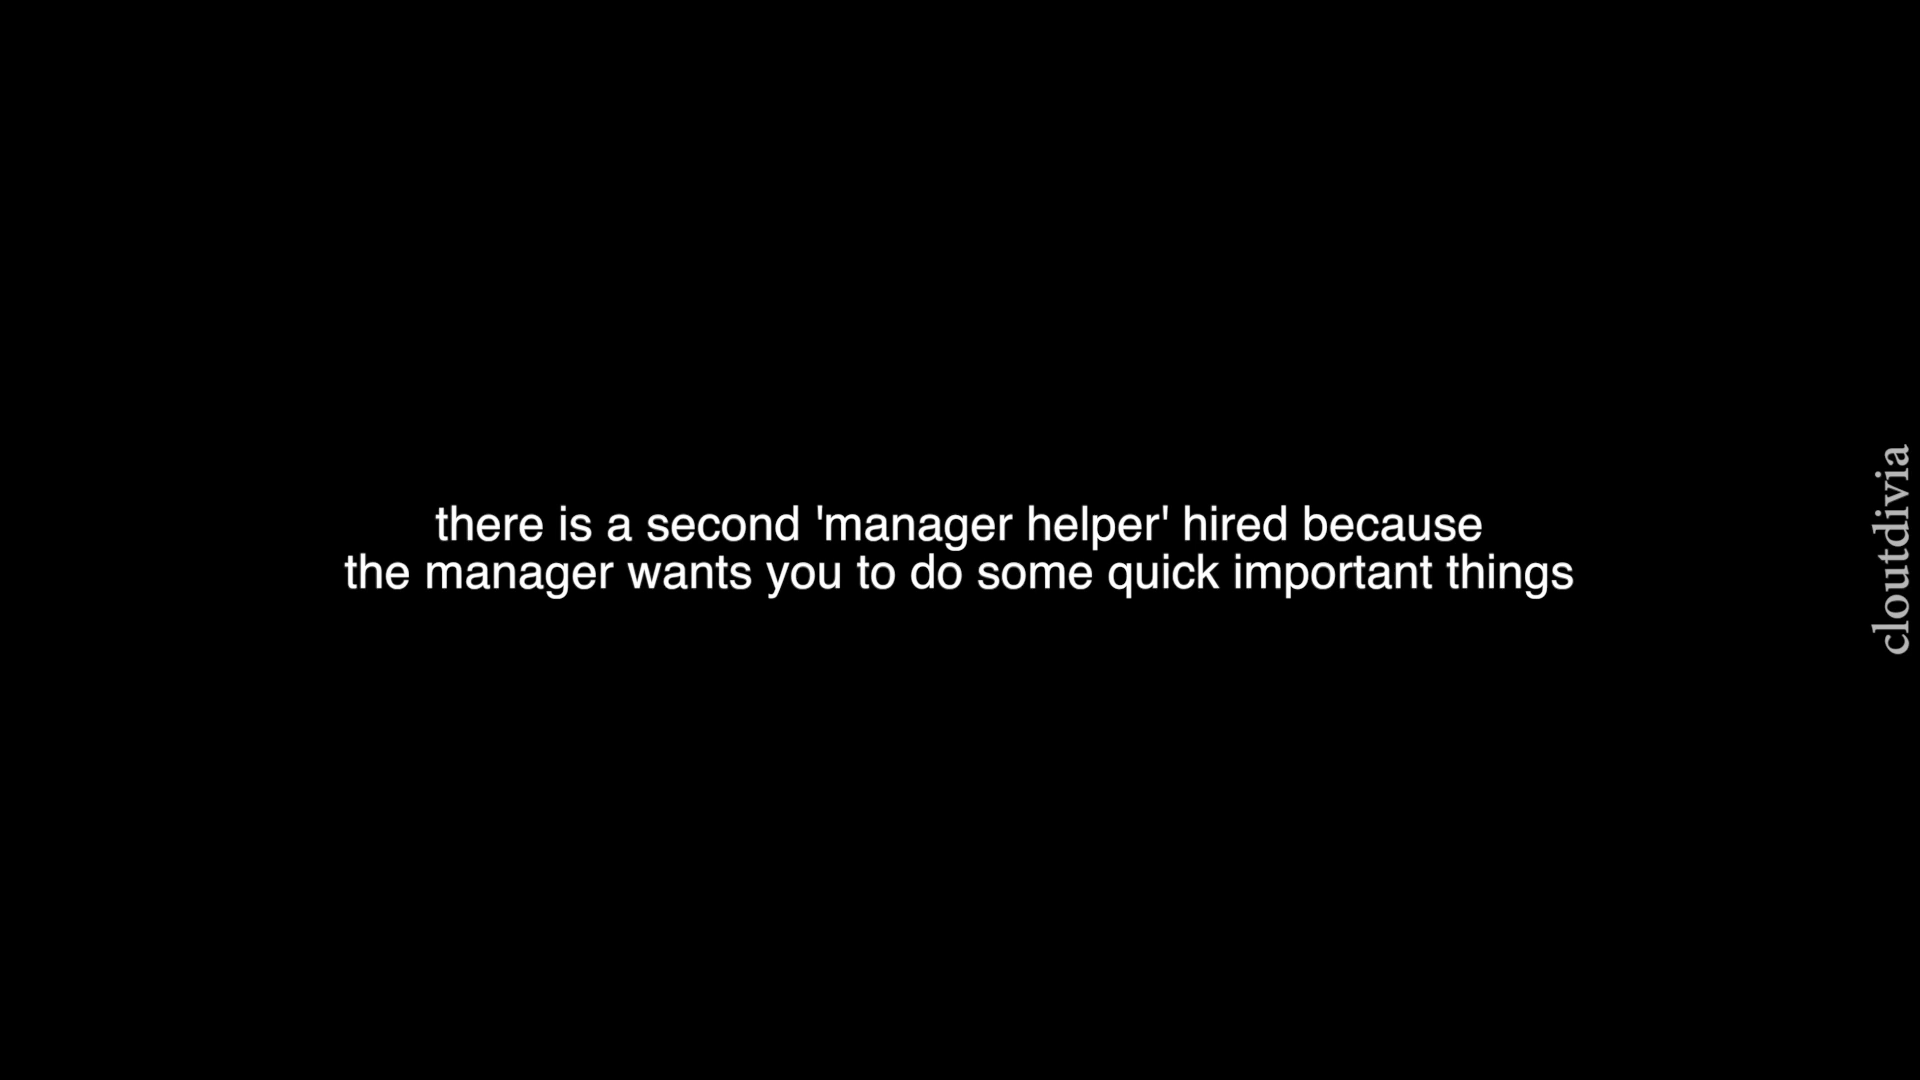 there is a second 'manager helper' hired because
the manager wants you to do some quick important things
cloutdivia